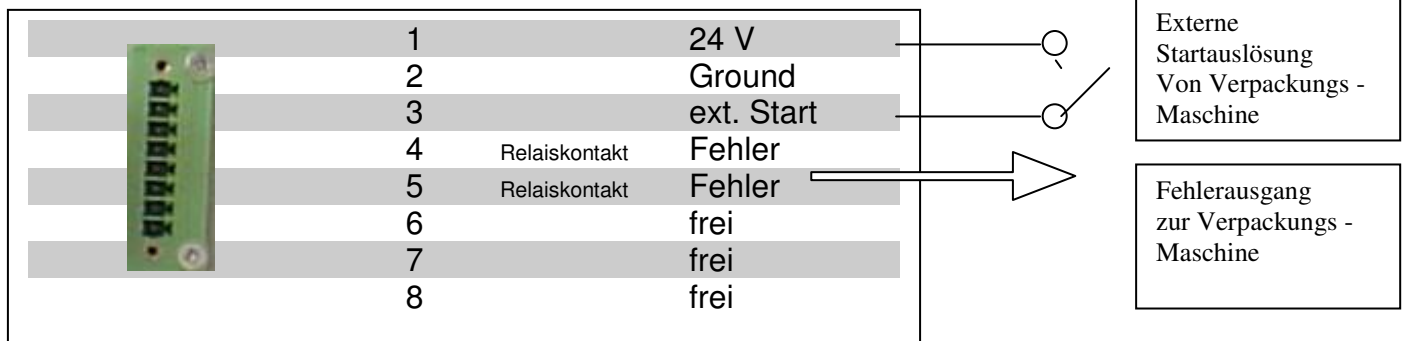 1 24 V
2 Ground
3 ext. Start
4 Relaiskontakt Fehler
5 Relaiskontakt Fehler
6 frei
7 frei
8 frei
Externe
Startauslösung
Von Verpackungs -
Maschine
Fehlerausgang
zur Verpackungs -
Maschine